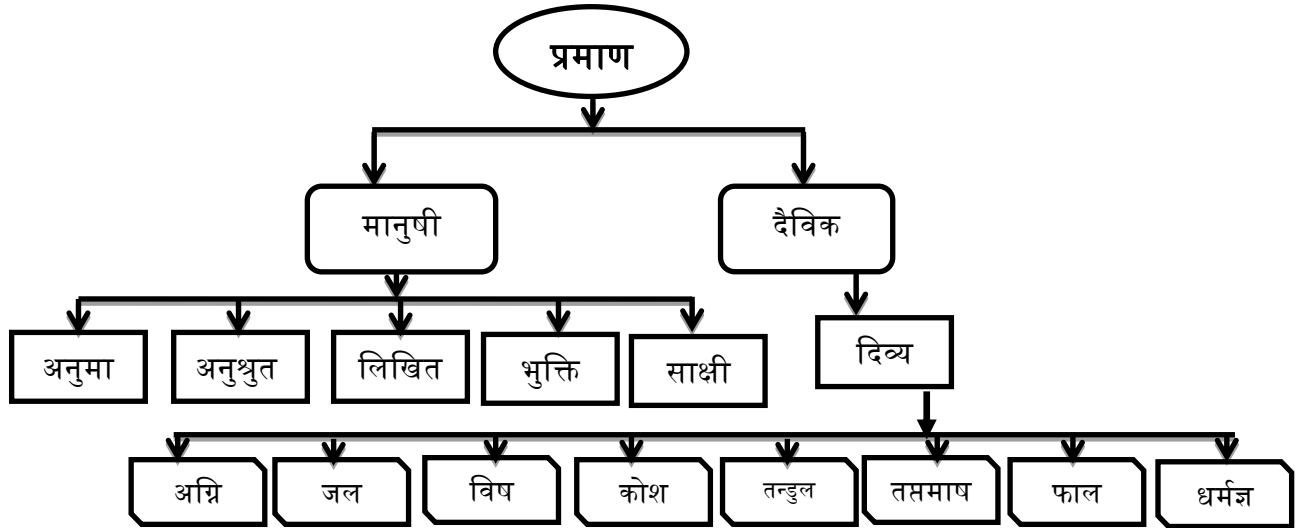 प्रमाण
मानुषी
दैविक
अनुमा
अनुश्रुत
लिखित
भुक्ति
साक्षी
दिव्य
अग्नि
जल
विष
कोश
तन्डुल
तप्तमाष
फाल
धर्मज्ञ